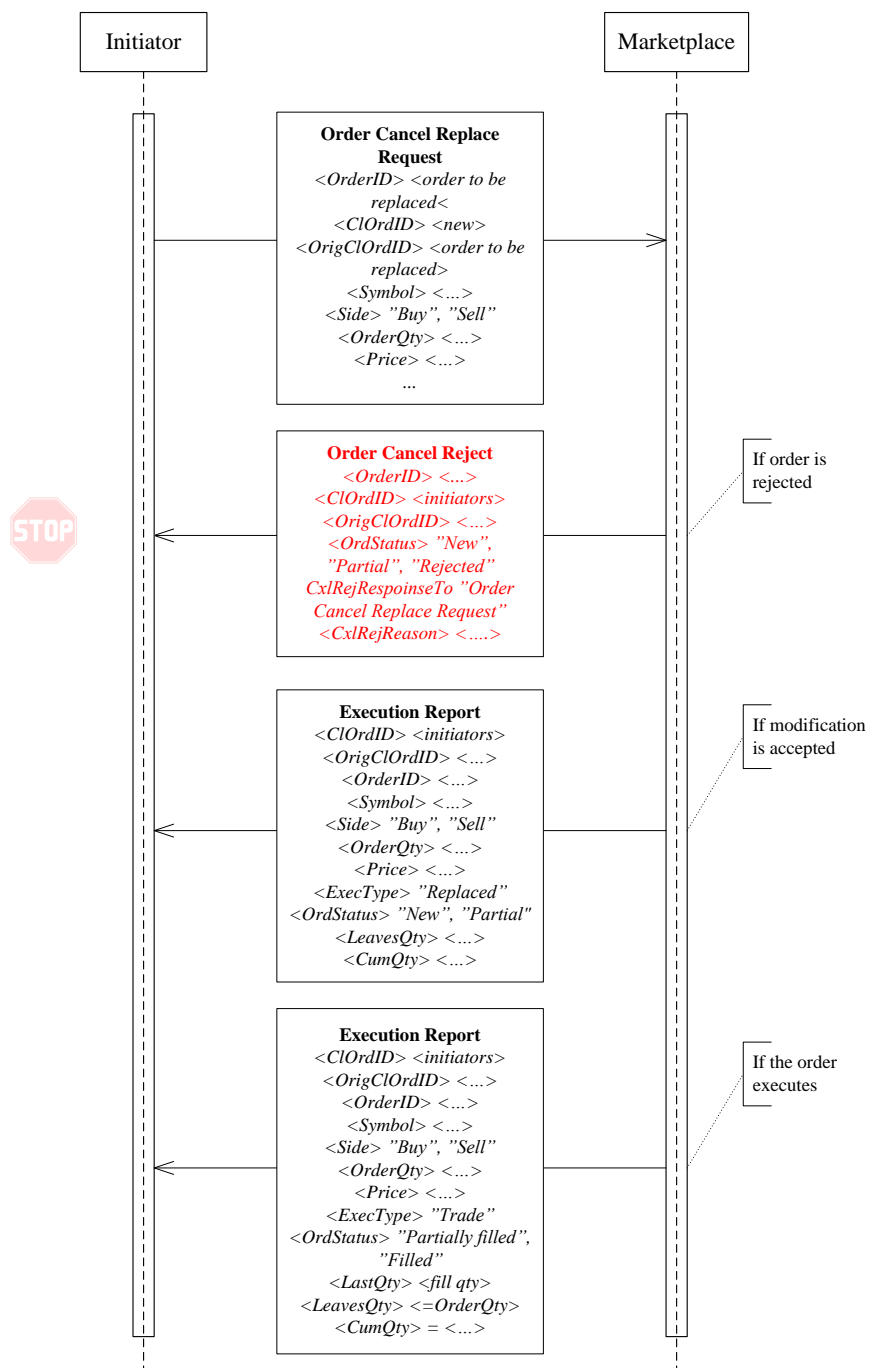 Initiator
Marketplace
Order Cancel Replace
Request
<OrderID> <order to be
replaced<
<ClOrdID> <new>
<OrigClOrdID> <order to be
replaced>
<Symbol> <...>
<Side> ”Buy”, ”Sell”
<OrderQty> <...>
<Price> <...>
...
Order Cancel Reject
<OrderID> <...>
<ClOrdID> <initiators>
<OrigClOrdID> <...>
<OrdStatus> ”New”,
”Partial”, ”Rejected”
CxlRejRespoinseTo ”Order
Cancel Replace Request”
<CxlRejReason> <....>
If order is
rejected
STOP
Execution Report
<ClOrdID> <initiators>
<OrigClOrdID> <...>
<OrderID> <...>
<Symbol> <...>
<Side> ”Buy”, ”Sell”
<OrderQty> <...>
<Price> <...>
<ExecType> ”Replaced”
<OrdStatus> ”New”, ”Partial"
<LeavesQty> <...>
<CumQty> <...>
If modification
is accepted
Execution Report
<ClOrdID> <initiators>
<OrigClOrdID> <...>
<OrderID> <...>
<Symbol> <...>
<Side> ”Buy”, ”Sell”
<OrderQty> <...>
<Price> <...>
<ExecType> ”Trade”
<OrdStatus> ”Partially filled”,
”Filled”
<LastQty> <fill qty>
<LeavesQty> <=OrderQty>
<CumQty> = <...>
If the order
executes